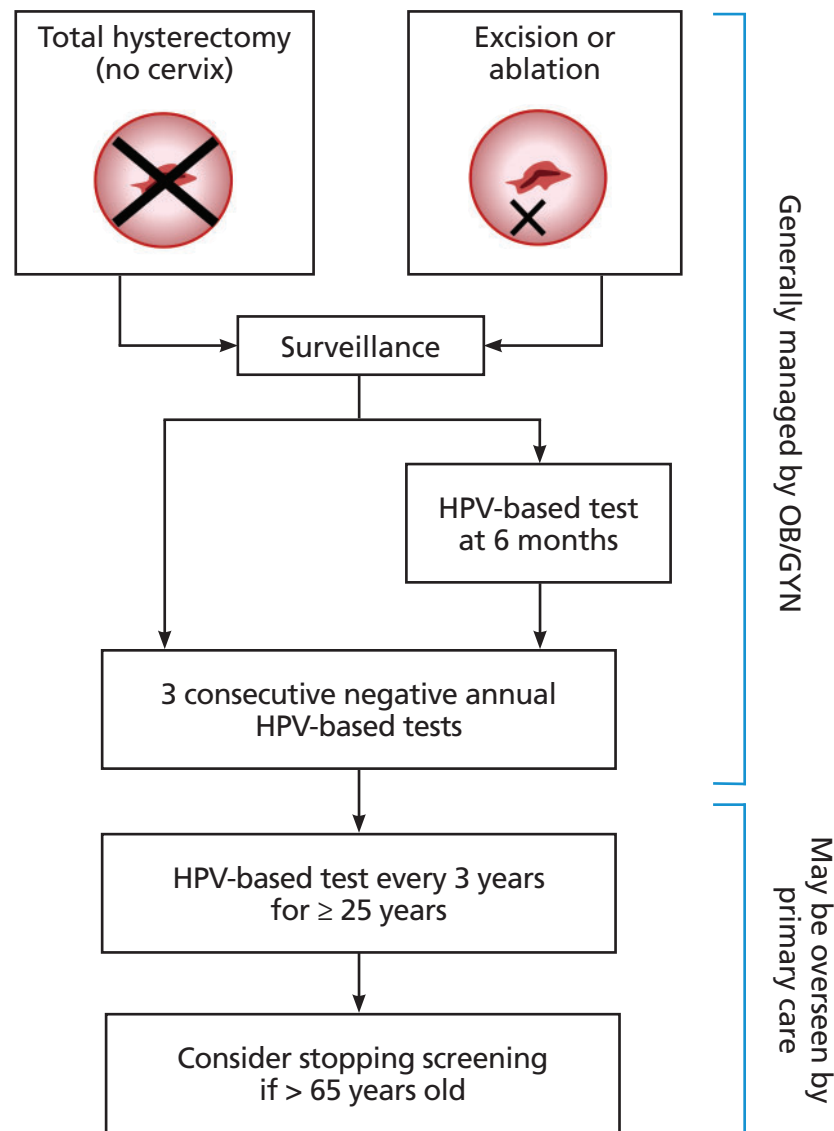 Total hysterectomy
(no cervix)
Excision or
ablation
Surveillance
HPV-based test
at 6 months
3 consecutive negative annual
HPV-based tests
HPV-based test every 3 years
for ≥ 25 years
Consider stopping screening
if > 65 years old
Generally managed by OB/GYN
May be overseen by
primary care